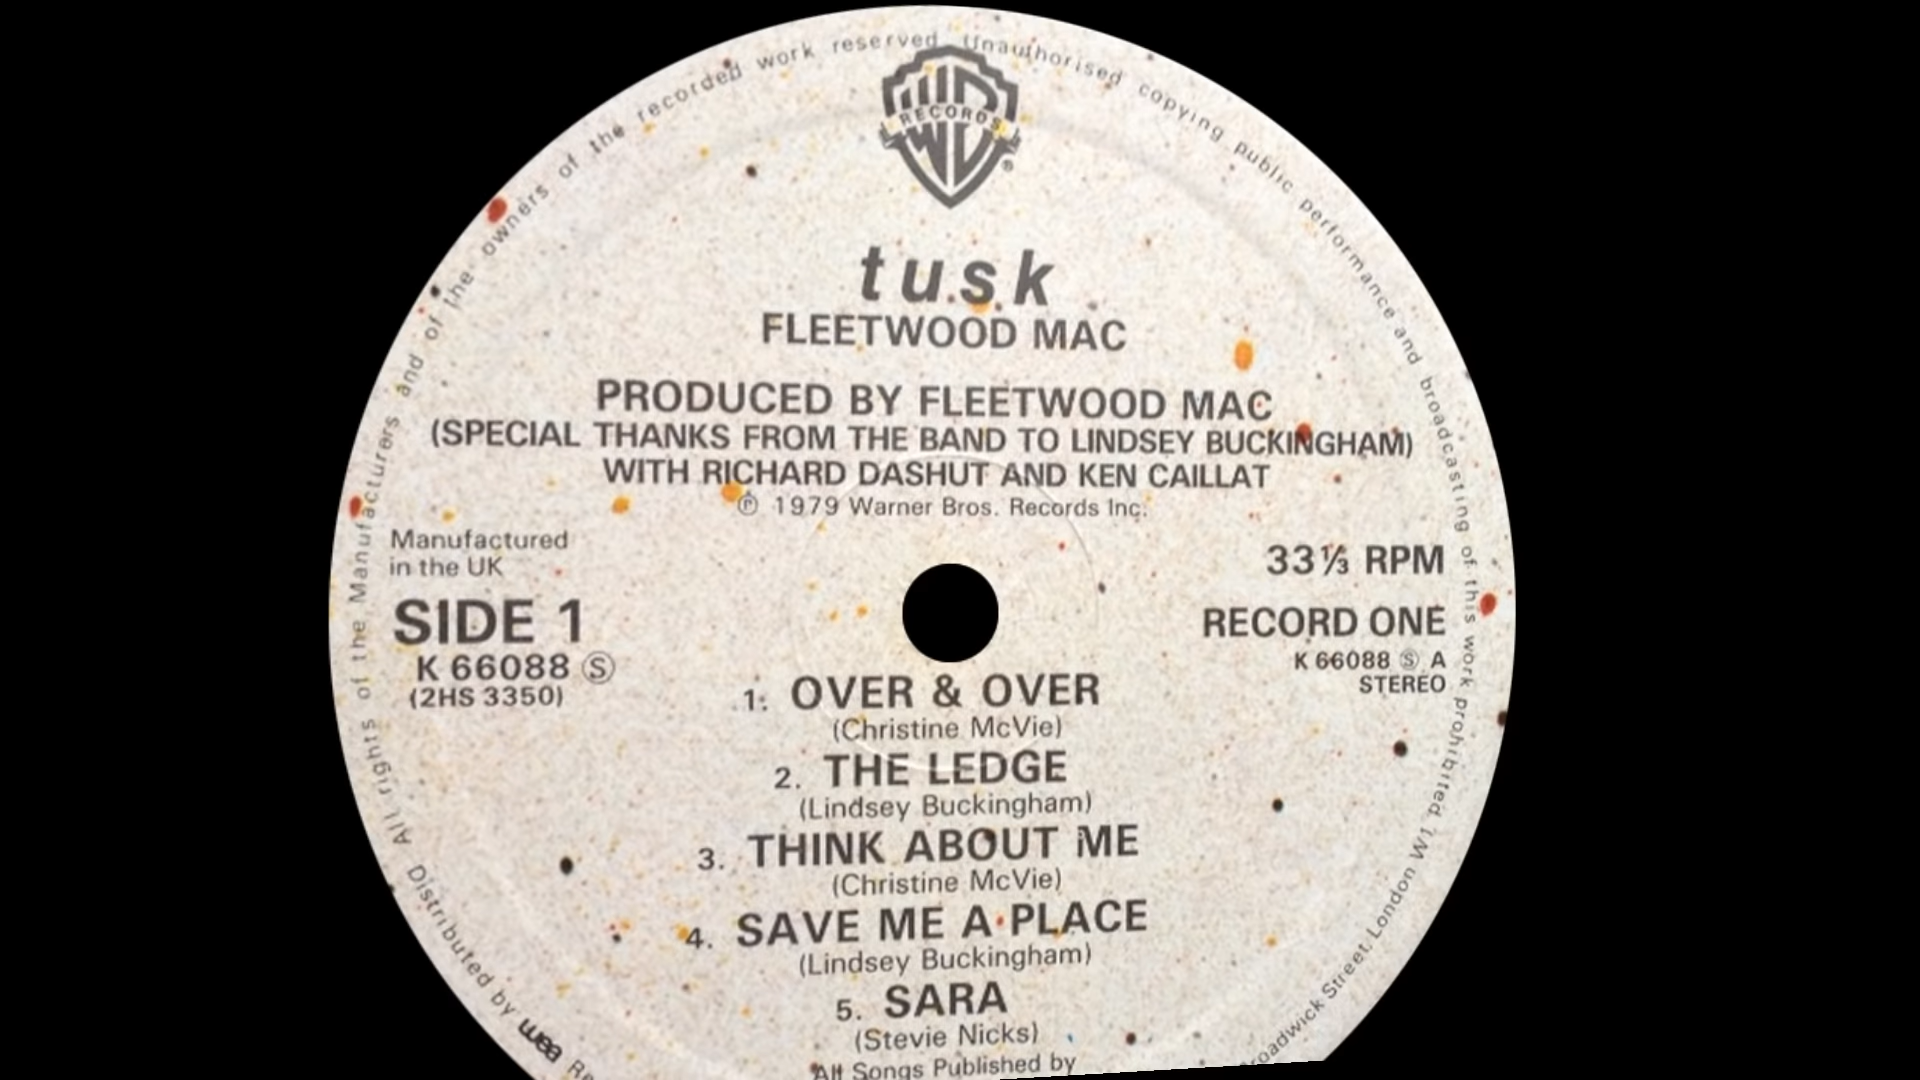 All rights of the Manufacturers and of the owners of the recorded work reserved. Unauthorised copying public performance and broadcasting of this work prohibited.
RECORDS
tusk
FLEETWOOD MAC
PRODUCED BY FLEETWOOD MAC
(SPECIAL THANKS FROM THE BAND TO LINDSEY BUCKINGHAM)
WITH RICHARD DASHUT AND KEN CAILLAT
℗ 1979 Warner Bros. Records Inc.
Manufactured
in the UK
33⅓ RPM
SIDE 1
RECORD ONE
K 66088 Ⓢ
(2HS 3350)
K 66088 Ⓢ A
STEREO
1. OVER & OVER
(Christine McVie)
2. THE LEDGE
(Lindsey Buckingham)
3. THINK ABOUT ME
(Christine McVie)
4. SAVE ME A PLACE
(Lindsey Buckingham)
5. SARA
(Stevie Nicks)
All Songs Published by
Distributed by wea
Broadwick Street, London W1